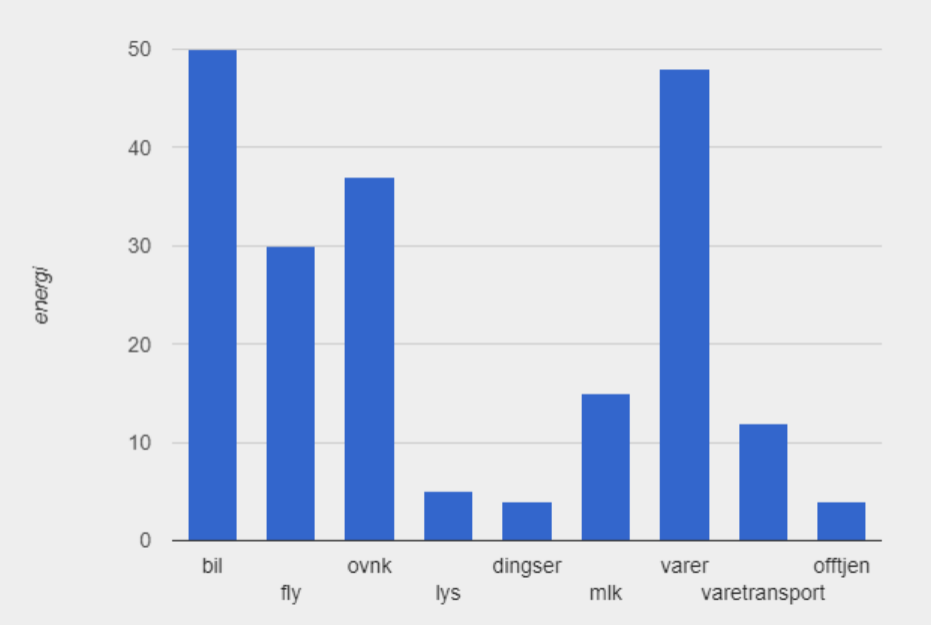 energi
50
40
30
20
10
0
bil
fly
ovnk
lys
dingser
mlk
varer
varetransport
offtjen